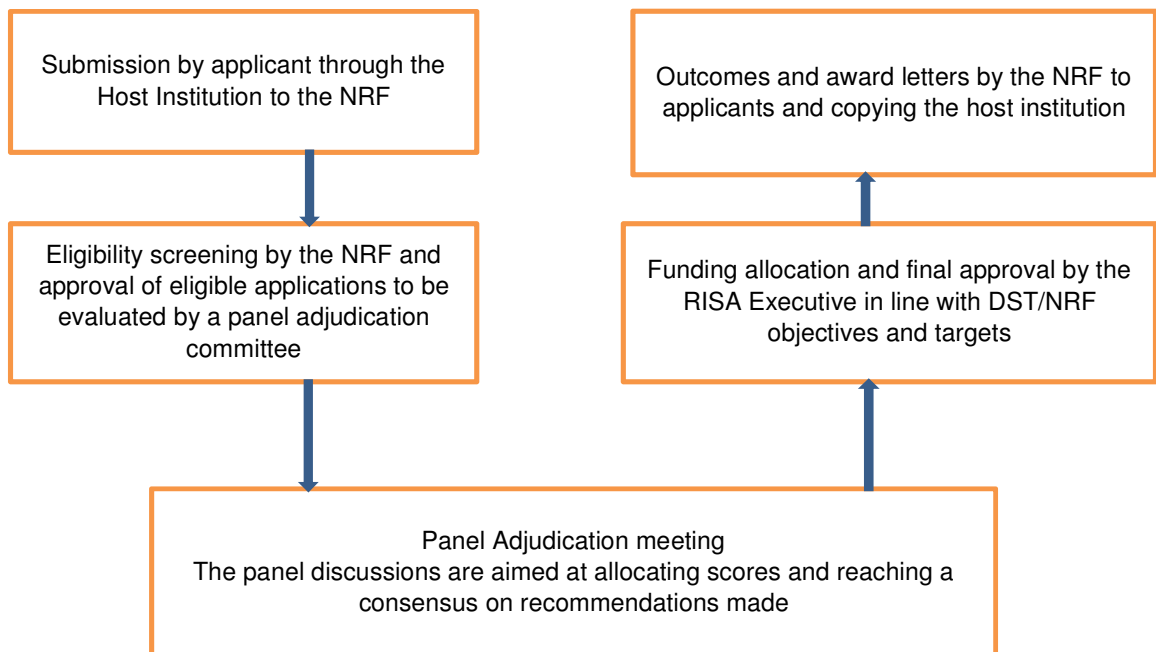 Submission by applicant through the
Host Institution to the NRF
Eligibility screening by the NRF and
approval of eligible applications to be
evaluated by a panel adjudication
committee
Panel Adjudication meeting
The panel discussions are aimed at allocating scores and reaching a
consensus on recommendations made
Funding allocation and final approval by the
RISA Executive in line with DST/NRF
objectives and targets
Outcomes and award letters by the NRF to
applicants and copying the host institution